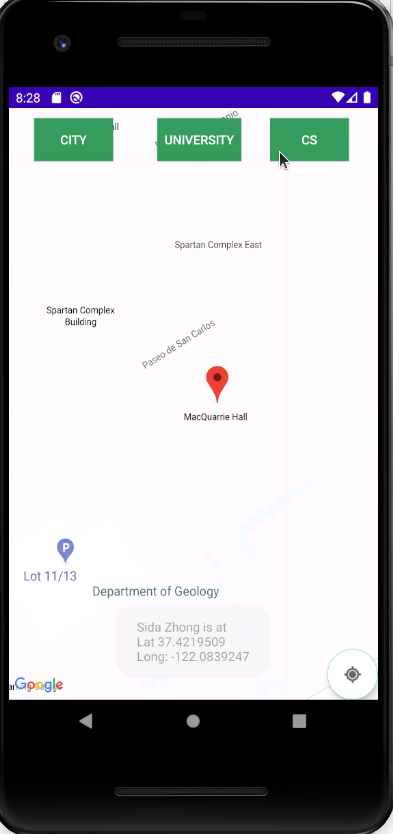 8:28
CITY
UNIVERSITY
CS
Spartan Complex East
Spartan Complex
Building
Paseo de San Carlos
MacQuarrie Hall
P
Lot 11/13
Department of Geology
Sida Zhong is at
Lat 37.4219509
Long: -122.0839247
Google